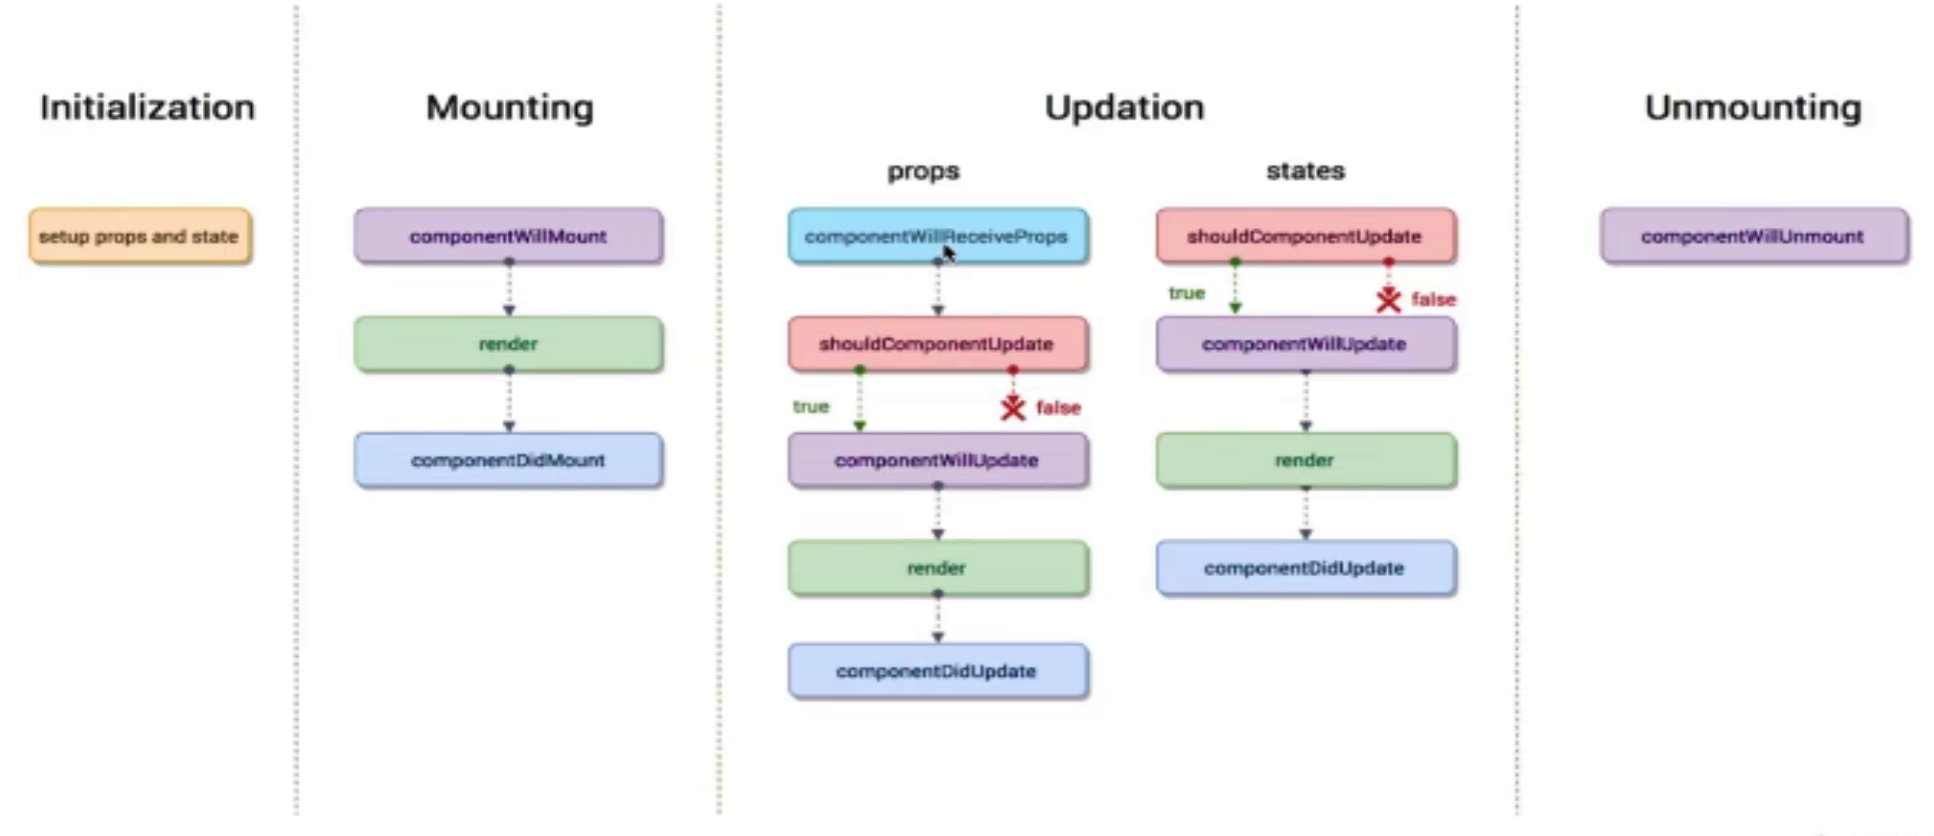 Initialization
setup props and state
Mounting
componentWillMount
render
componentDidMount
Updation
props
componentWillReceiveProps
shouldComponentUpdate
true
false
componentWillUpdate
render
componentDidUpdate
states
shouldComponentUpdate
true
false
componentWillUpdate
render
componentDidUpdate
Unmounting
componentWillUnmount